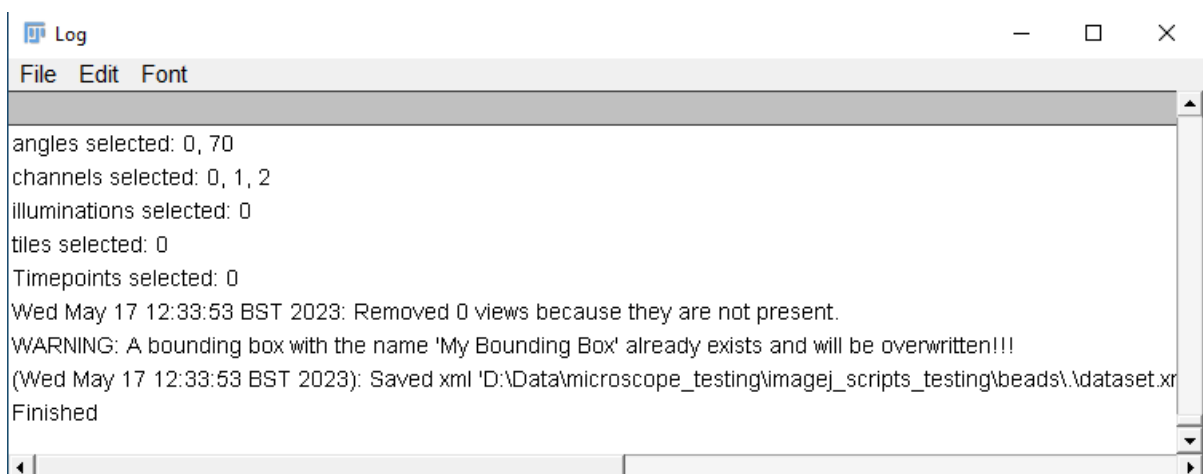 Log
File Edit Font
angles selected: 0, 70
channels selected: 0, 1, 2
illuminations selected: 0
tiles selected: 0
Timepoints selected: 0
Wed May 17 12:33:53 BST 2023: Removed 0 views because they are not present.
WARNING: A bounding box with the name 'My Bounding Box' already exists and will be overwritten!!!
(Wed May 17 12:33:53 BST 2023): Saved xml 'D:\Data\microscope_testing\imagej_scripts_testing\beads\.\dataset.xr
Finished